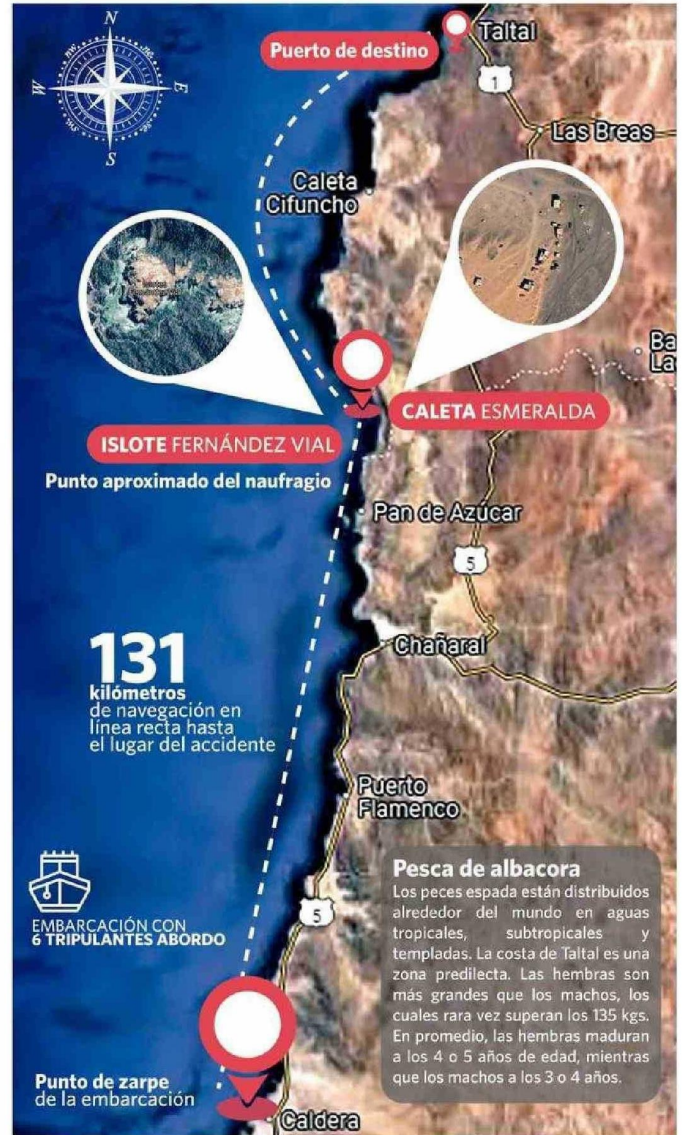 N
W
E
S
Puerto de destino
Taltal
1
Las Breas
Caleta
Cifuncho
Ba
La
CALETA ESMERALDA
ISLOTE FERNÁNDEZ VIAL
Punto aproximado del naufragio
Pan de Azúcar
5
Chañaral
131
kilómetros
de navegación en
línea recta hasta
el lugar del accidente
Puerto
Flamenco
EMBARCACIÓN CON
6 TRIPULANTES ABORDO
5
Pesca de albacora
Los peces espada están distribuidos
alrededor del mundo en aguas
tropicales, subtropicales y
templadas. La costa de Taltal es una
zona predilecta. Las hembras son
más grandes que los machos, los
cuales rara vez superan los 135 kgs.
En promedio, las hembras maduran
a los 4 o 5 años de edad, mientras
que los machos a los 3 o 4 años.
Punto de zarpe
de la embarcación
Caldera